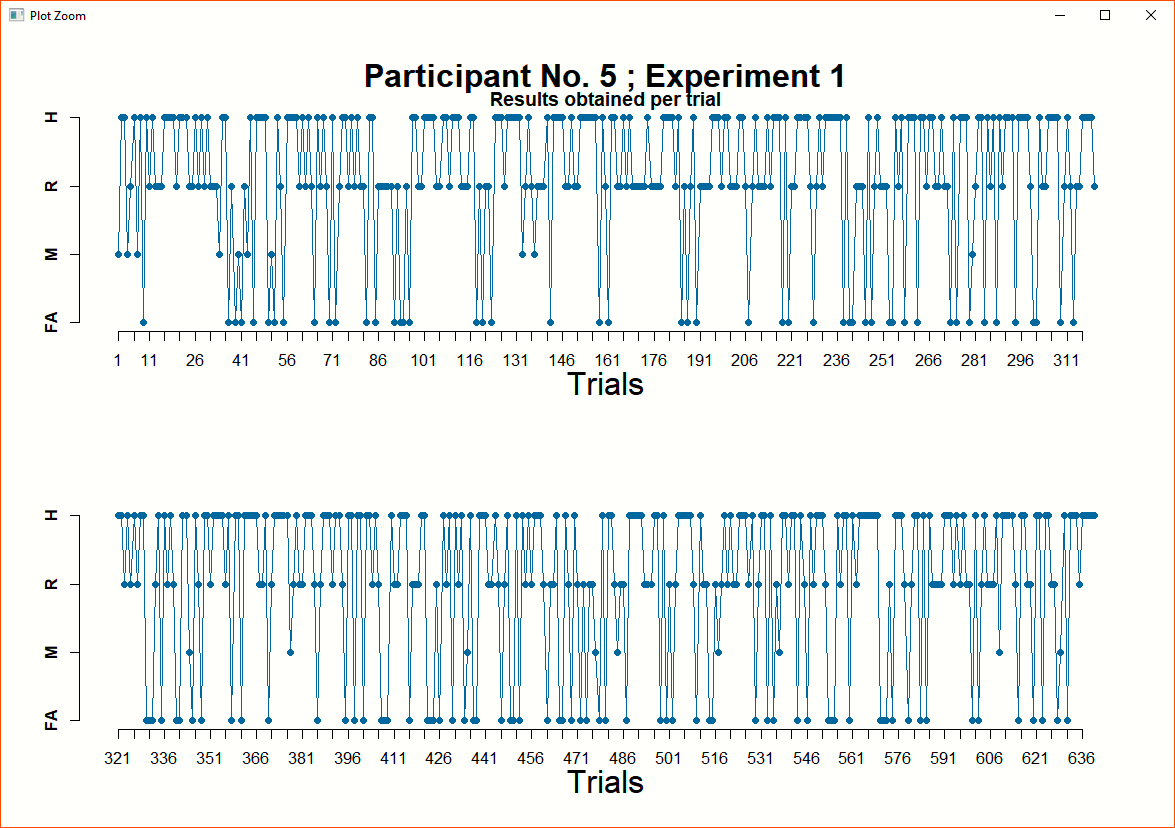 Plot Zoom
Participant No. 5 ; Experiment 1
Results obtained per trial
H
R
M
FA
1 11 26 41 56 71 86 101 116 131 146 161 176 191 206 221 236 251 266 281 296 311
Trials
H
R
M
FA
321 336 351 366 381 396 411 426 441 456 471 486 501 516 531 546 561 576 591 606 621 636
Trials